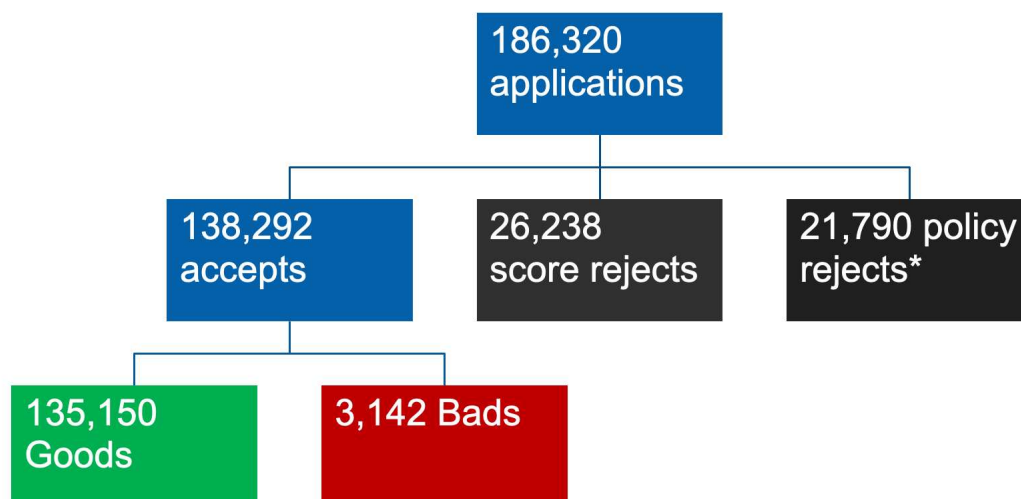 186,320
applications
138,292
accepts
26,238
score rejects
21,790 policy
rejects*
135,150
Goods
3,142 Bads